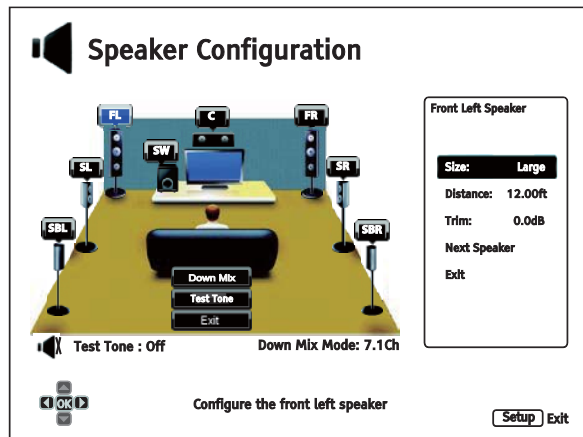 Speaker Configuration
FL
C
FR
SW
SL
SR
SBL
SBR
Down Mix
Test Tone
Exit
Test Tone : Off
Down Mix Mode: 7.1Ch
Front Left Speaker
Size: Large
Distance: 12.00ft
Trim: 0.0dB
Next Speaker
Exit
OK
Configure the front left speaker
Setup Exit